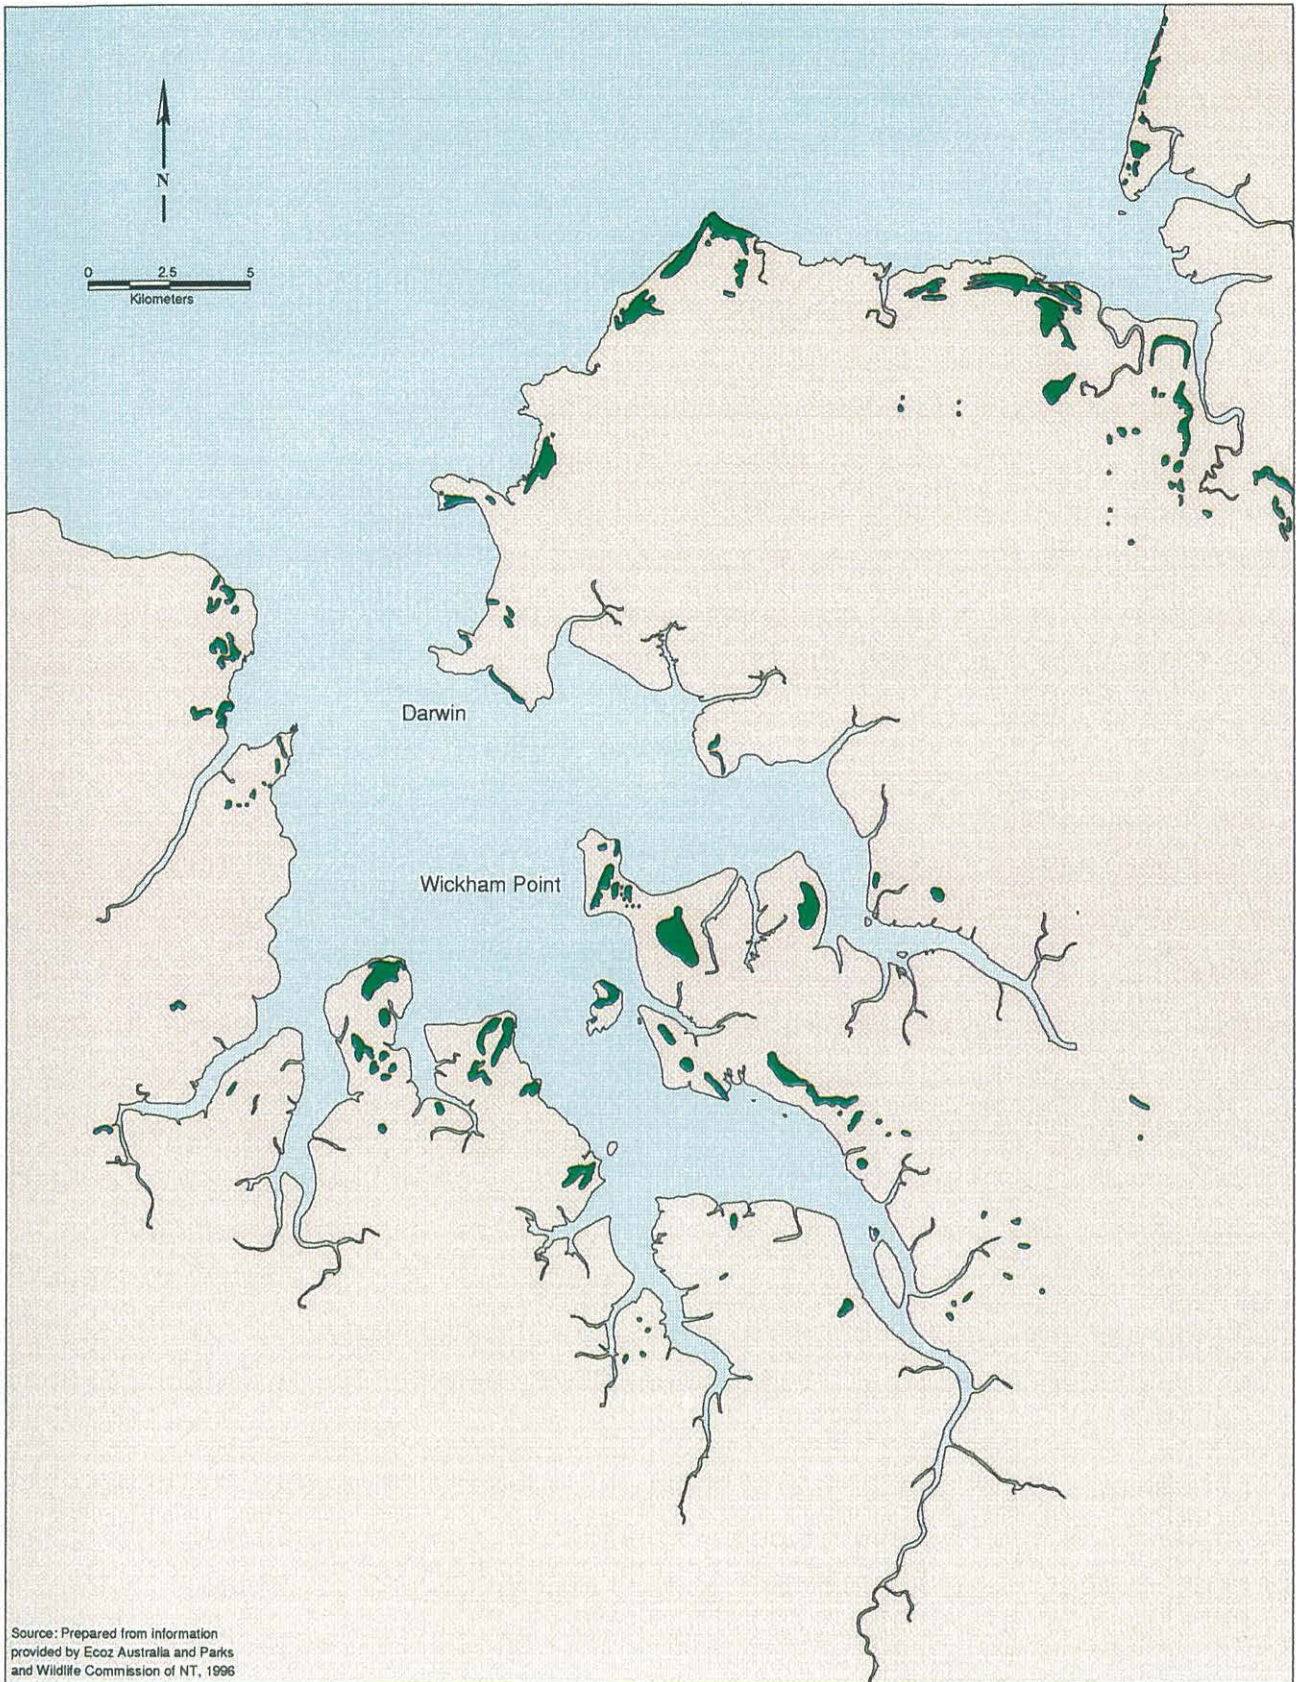 N
0 2.5 5
Kilometers
Darwin
Wickham Point
Source: Prepared from information
provided by Ecoz Australia and Parks
and Wildlife Commission of NT, 1996